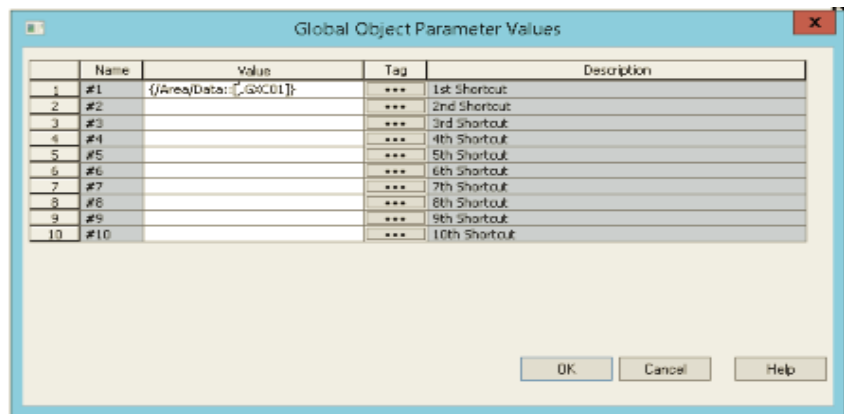 Global Object Parameter Values
x
Name Value Tag Description
1 #1 {/Area/Data::[_GXC01]} ••• 1st Shortcut
2 #2 ••• 2nd Shortcut
3 #3 ••• 3rd Shortcut
4 #4 ••• 4th Shortcut
5 #5 ••• 5th Shortcut
6 #6 ••• 6th Shortcut
7 #7 ••• 7th Shortcut
8 #8 ••• 8th Shortcut
9 #9 ••• 9th Shortcut
10 #10 ••• 10th Shortcut
OK Cancel Help